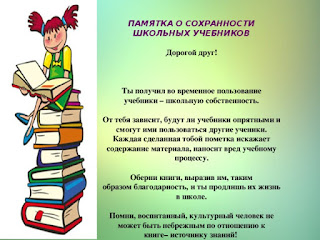 ПАМЯТКА О СОХРАННОСТИ
ШКОЛЬНЫХ УЧЕБНИКОВ
Дорогой друг!
Ты получил во временное пользование
учебники – школьную собственность.
От тебя зависит, будут ли учебники опрятными и
смогут ими пользоваться другие ученики.
Каждая сделанная тобой пометка искажает
содержание материала, наносит вред учебному
процессу.
Оберни книги, выразив им, таким
образом благодарность, и ты продлишь их жизнь
в школе.
Помни, воспитанный, культурный человек не
может быть небрежным по отношению к
книге– источнику знаний!